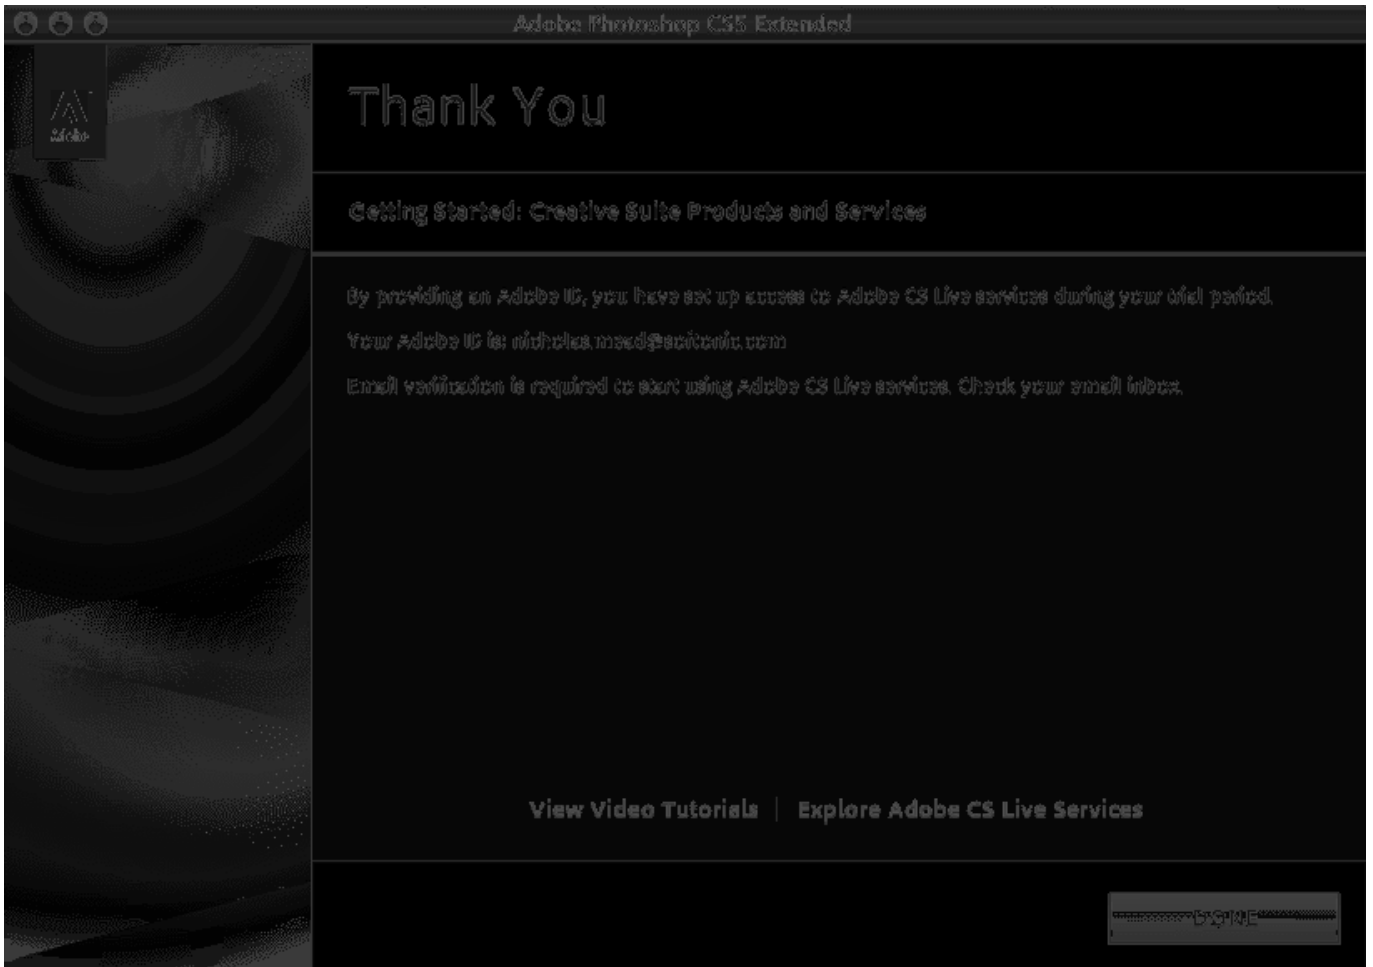 Adobe Photoshop CS5 Extended
Adobe
Thank You
Getting Started: Creative Suite Products and Services
By providing an Adobe ID, you have set up access to Adobe CS Live services during your trial period.
Your Adobe ID is: nicholas.mead@softonic.com
Email verification is required to start using Adobe CS Live services. Check your email inbox.
View Video Tutorials | Explore Adobe CS Live Services
DONE